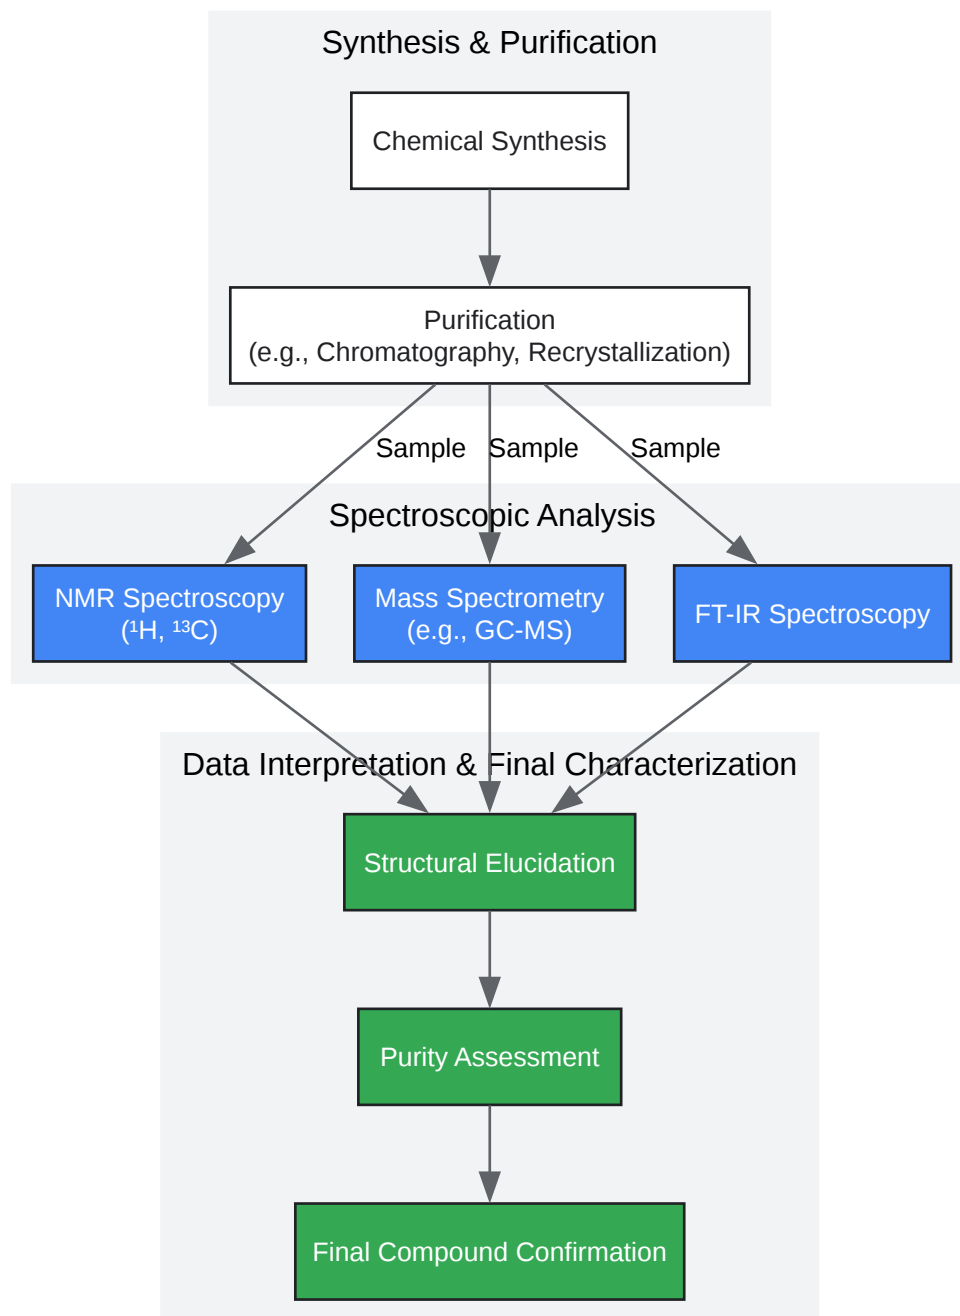 Synthesis & Purification
Chemical Synthesis
Purification
(e.g., Chromatography, Recrystallization)
Sample
Sample
Sample
Spectroscopic Analysis
NMR Spectroscopy
(¹H, ¹³C)
Mass Spectrometry
(e.g., GC-MS)
FT-IR Spectroscopy
Data Interpretation & Final Characterization
Structural Elucidation
Purity Assessment
Final Compound Confirmation